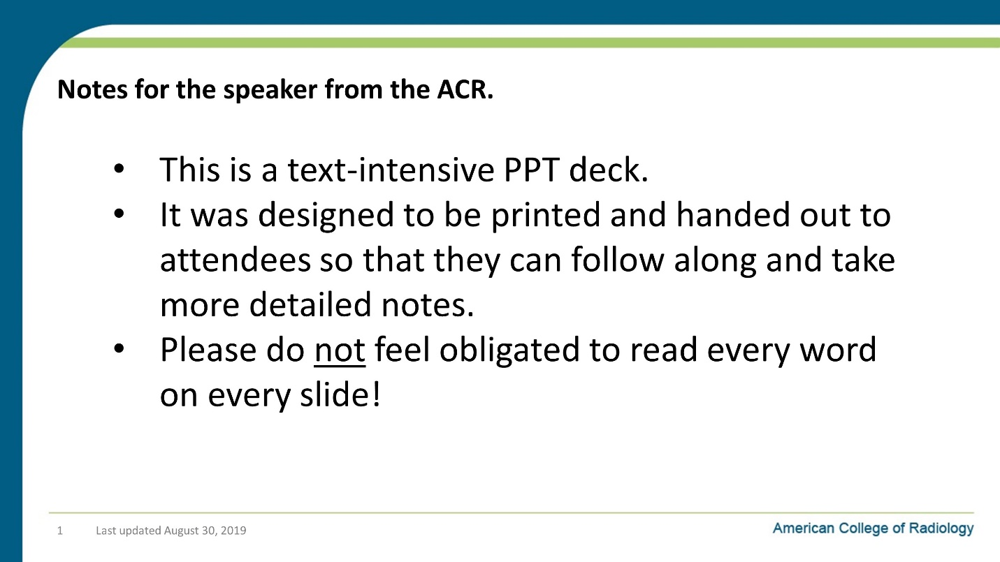 Notes for the speaker from the ACR.
• This is a text-intensive PPT deck.
• It was designed to be printed and handed out to
attendees so that they can follow along and take
more detailed notes.
• Please do not feel obligated to read every word
on every slide!
1 Last updated August 30, 2019
American College of Radiology